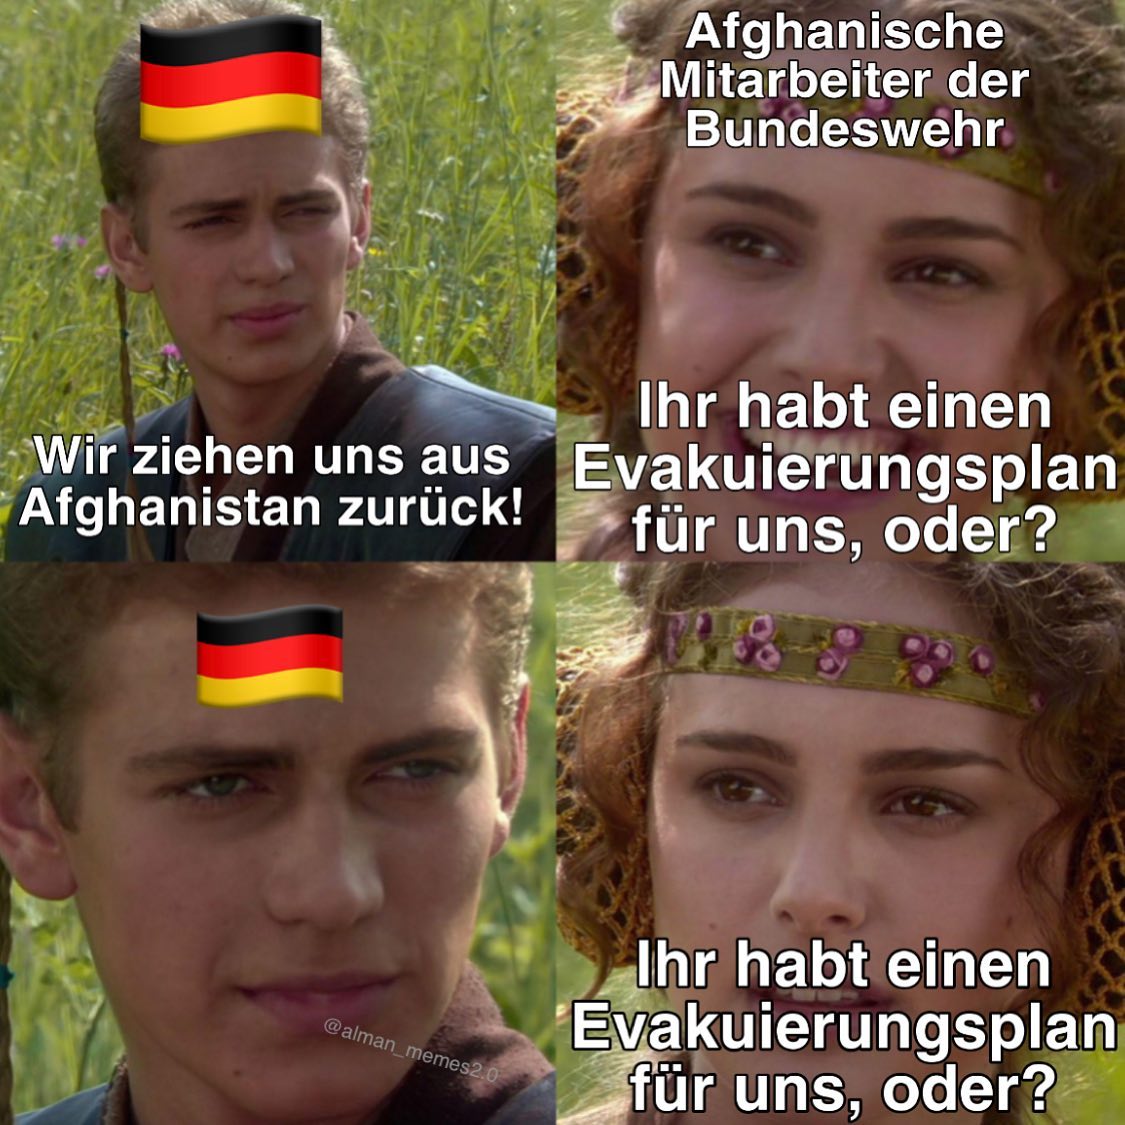 Wir ziehen uns aus
Afghanistan zurück!
Afghanische
Mitarbeiter der
Bundeswehr
Ihr habt einen
Evakuierungsplan
für uns, oder?
@alman_memes2.0
Ihr habt einen
Evakuierungsplan
für uns, oder?